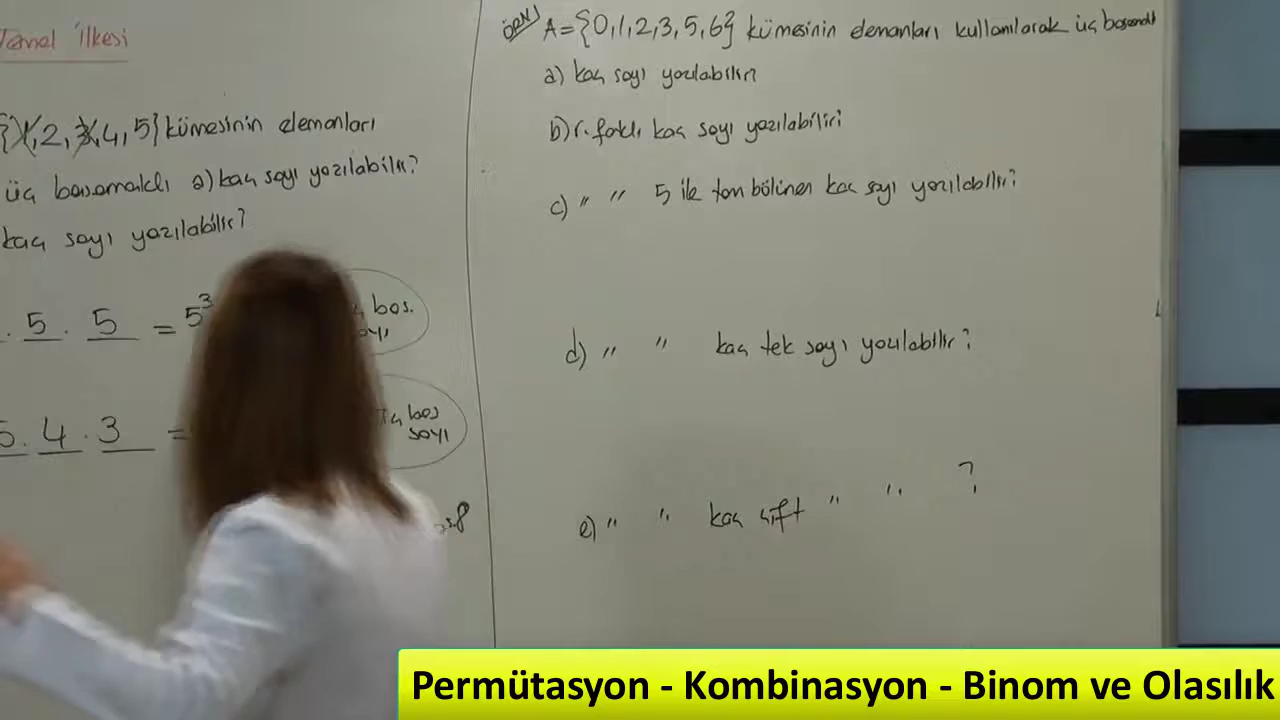 Temel İlkesi
{1, 2, 3, 4, 5} kümesinin elemanları
üç basamaklı a) kaç sayı yazılabilir?
kaç sayı yazılabilir?
. 5 . 5 = 5³ bas.
5 . 4 . 3 = bas
sayı
ÖRN A={0,1,2,3,5,6} kümesinin elemanları kullanılarak üç basamaklı
a) kaç sayı yazılabilir?
b) r. faklı kaç sayı yazılabilir?
c) " " 5 ile tam bölünen kaç sayı yazılabilir?
d) " " kaç tek sayı yazılabilir?
e) " " kaç çift " " ?
Permütasyon - Kombinasyon - Binom ve Olasılık